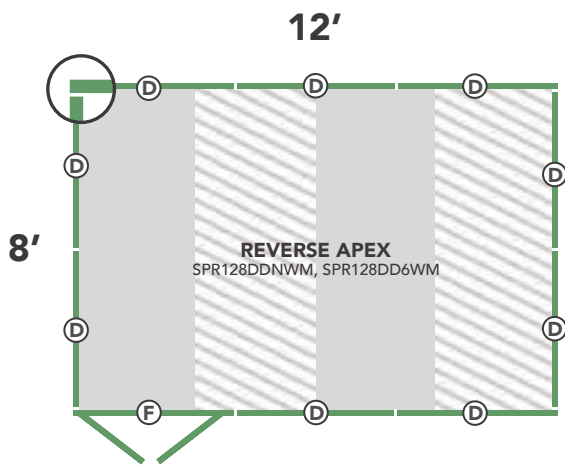 12’
D D D
D D
8’
REVERSE APEX
SPR128DDNWM, SPR128DD6WM
D D
F D D